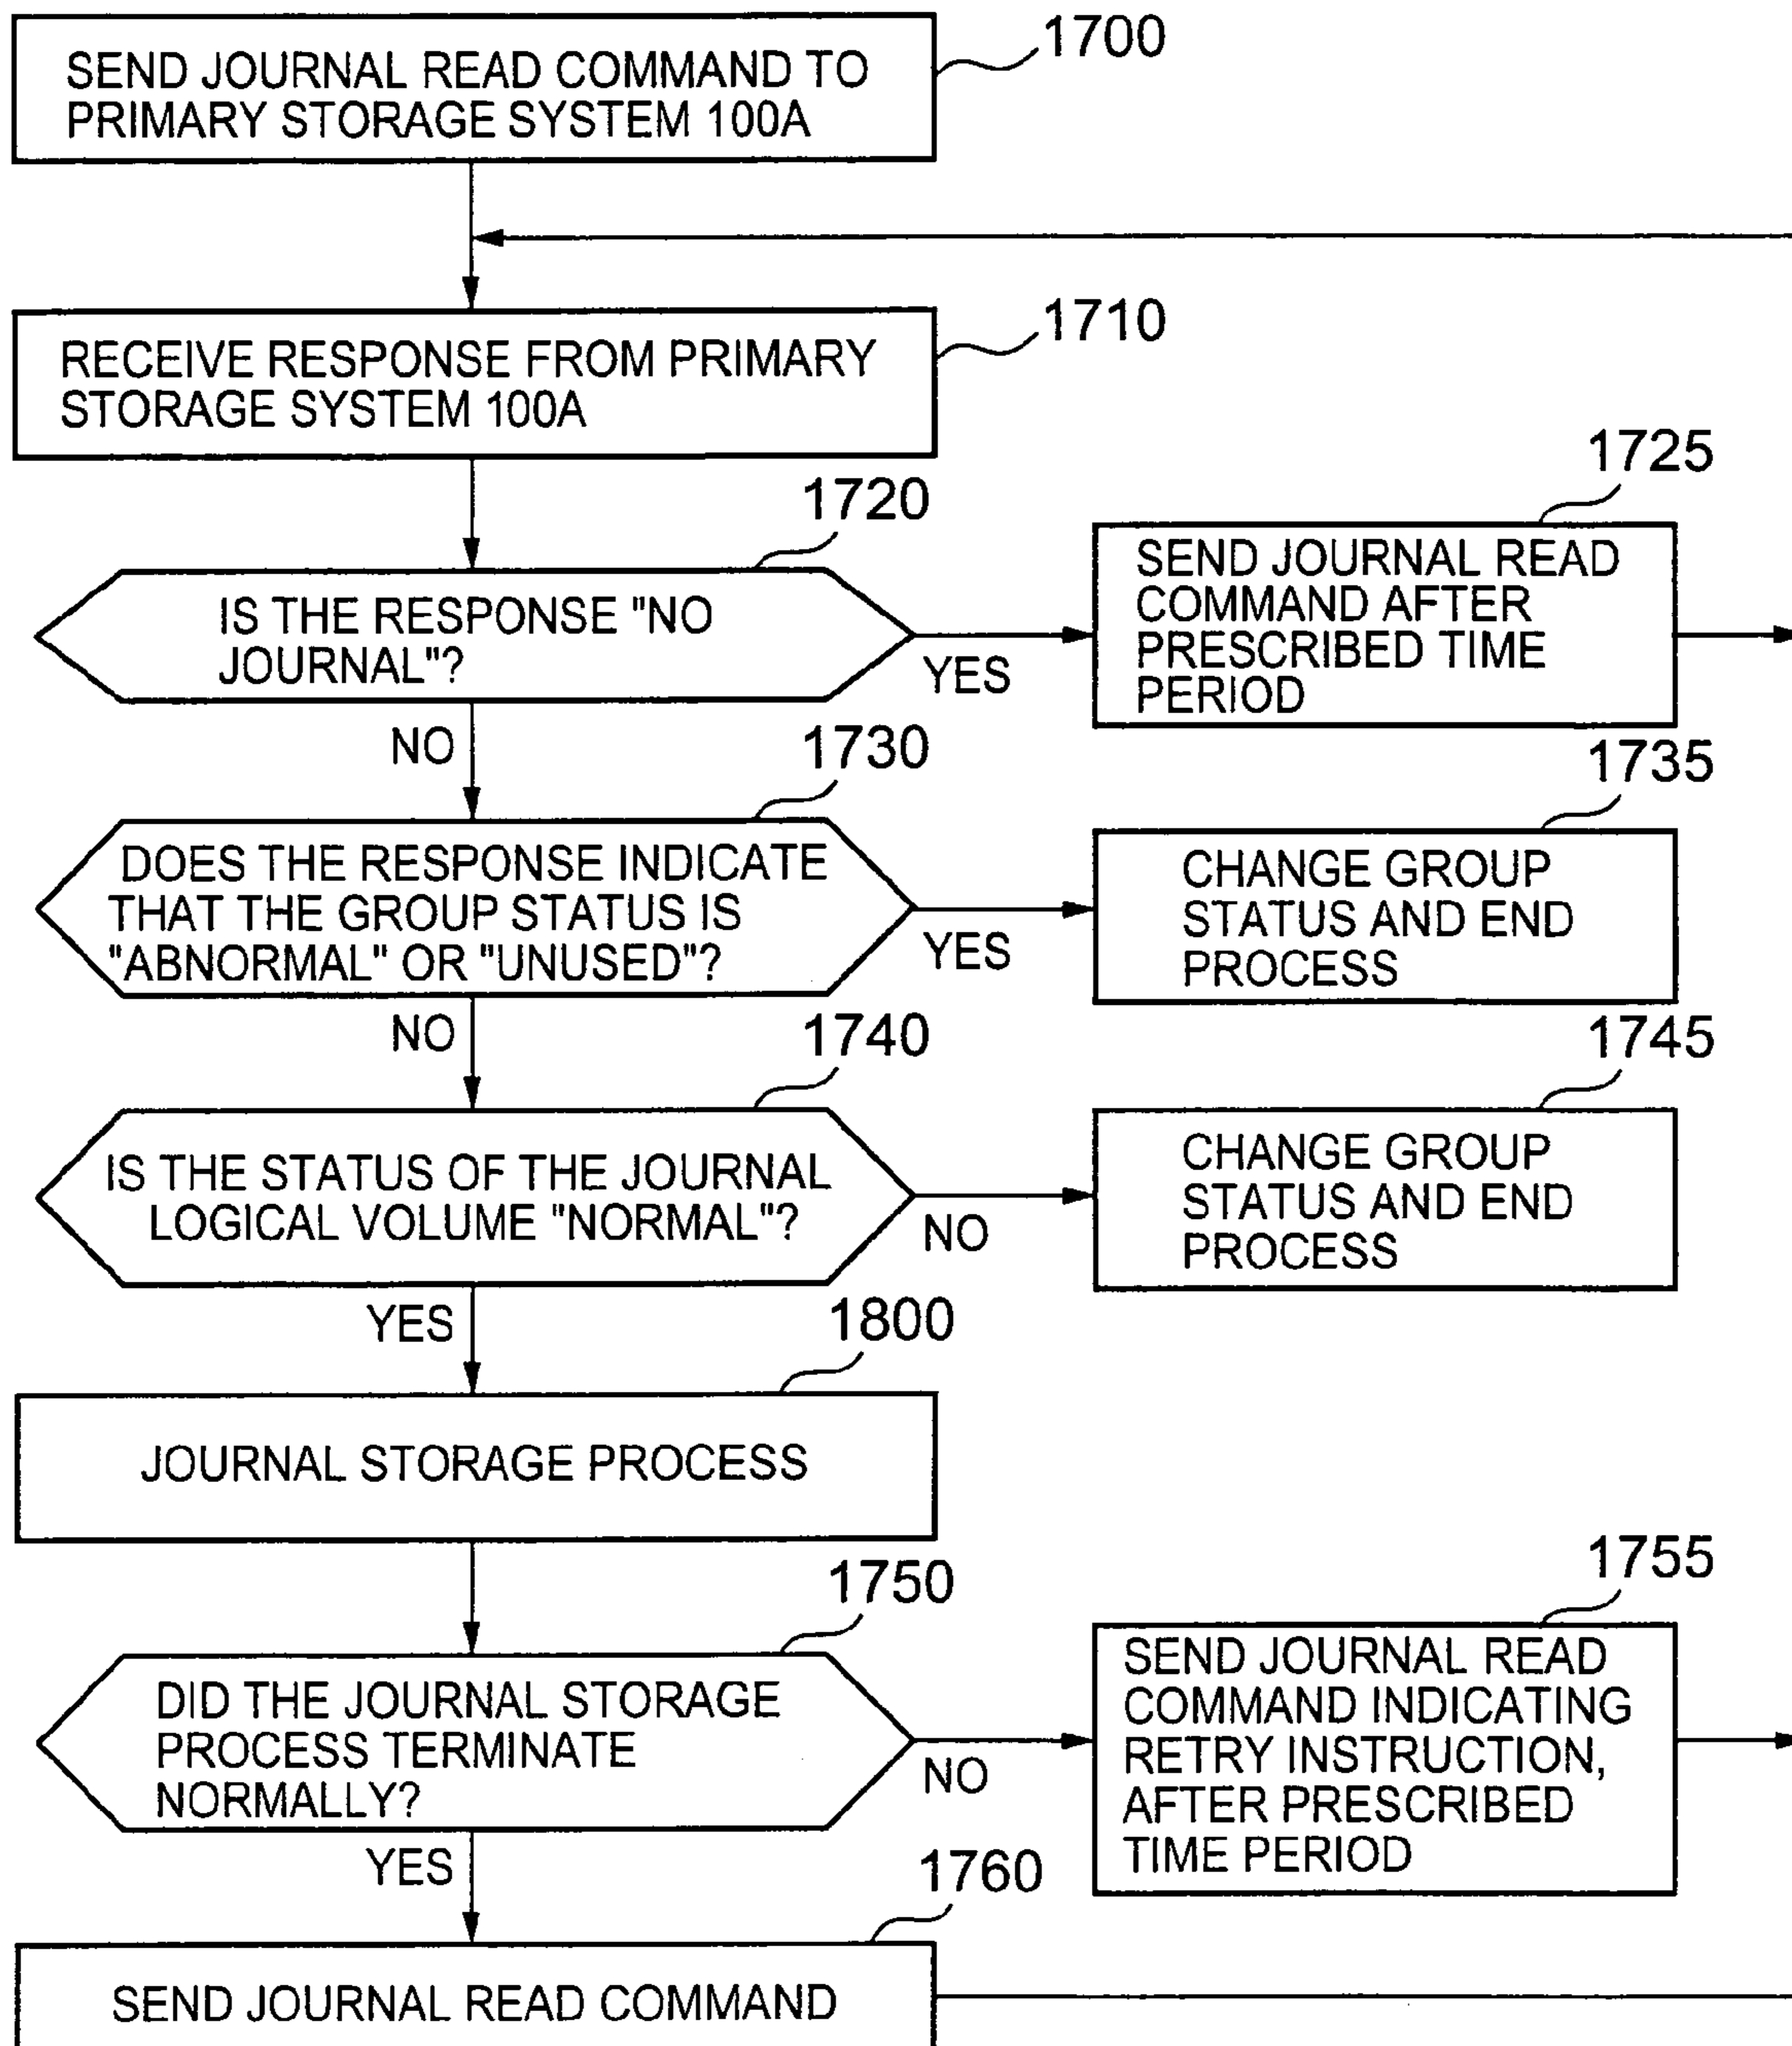 1700
SEND JOURNAL READ COMMAND TO
PRIMARY STORAGE SYSTEM 100A
1710
RECEIVE RESPONSE FROM PRIMARY
STORAGE SYSTEM 100A
1720
IS THE RESPONSE "NO
JOURNAL"?
YES
1725
SEND JOURNAL READ
COMMAND AFTER
PRESCRIBED TIME
PERIOD
NO
1730
DOES THE RESPONSE INDICATE
THAT THE GROUP STATUS IS
"ABNORMAL" OR "UNUSED"?
YES
1735
CHANGE GROUP
STATUS AND END
PROCESS
NO
1740
IS THE STATUS OF THE JOURNAL
LOGICAL VOLUME "NORMAL"?
NO
1745
CHANGE GROUP
STATUS AND END
PROCESS
YES
1800
JOURNAL STORAGE PROCESS
1750
DID THE JOURNAL STORAGE
PROCESS TERMINATE
NORMALLY?
NO
1755
SEND JOURNAL READ
COMMAND INDICATING
RETRY INSTRUCTION,
AFTER PRESCRIBED
TIME PERIOD
YES
1760
SEND JOURNAL READ COMMAND